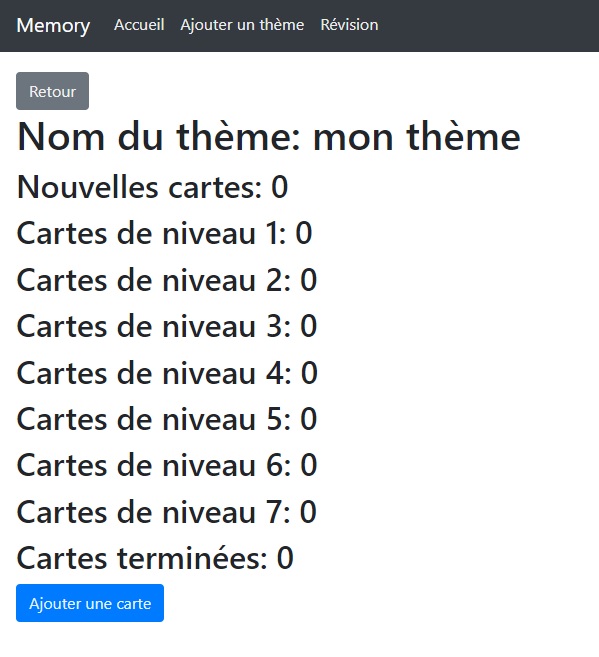 Memory Accueil Ajouter un thème Révision
Retour
Nom du thème: mon thème
Nouvelles cartes: 0
Cartes de niveau 1: 0
Cartes de niveau 2: 0
Cartes de niveau 3: 0
Cartes de niveau 4: 0
Cartes de niveau 5: 0
Cartes de niveau 6: 0
Cartes de niveau 7: 0
Cartes terminées: 0
Ajouter une carte